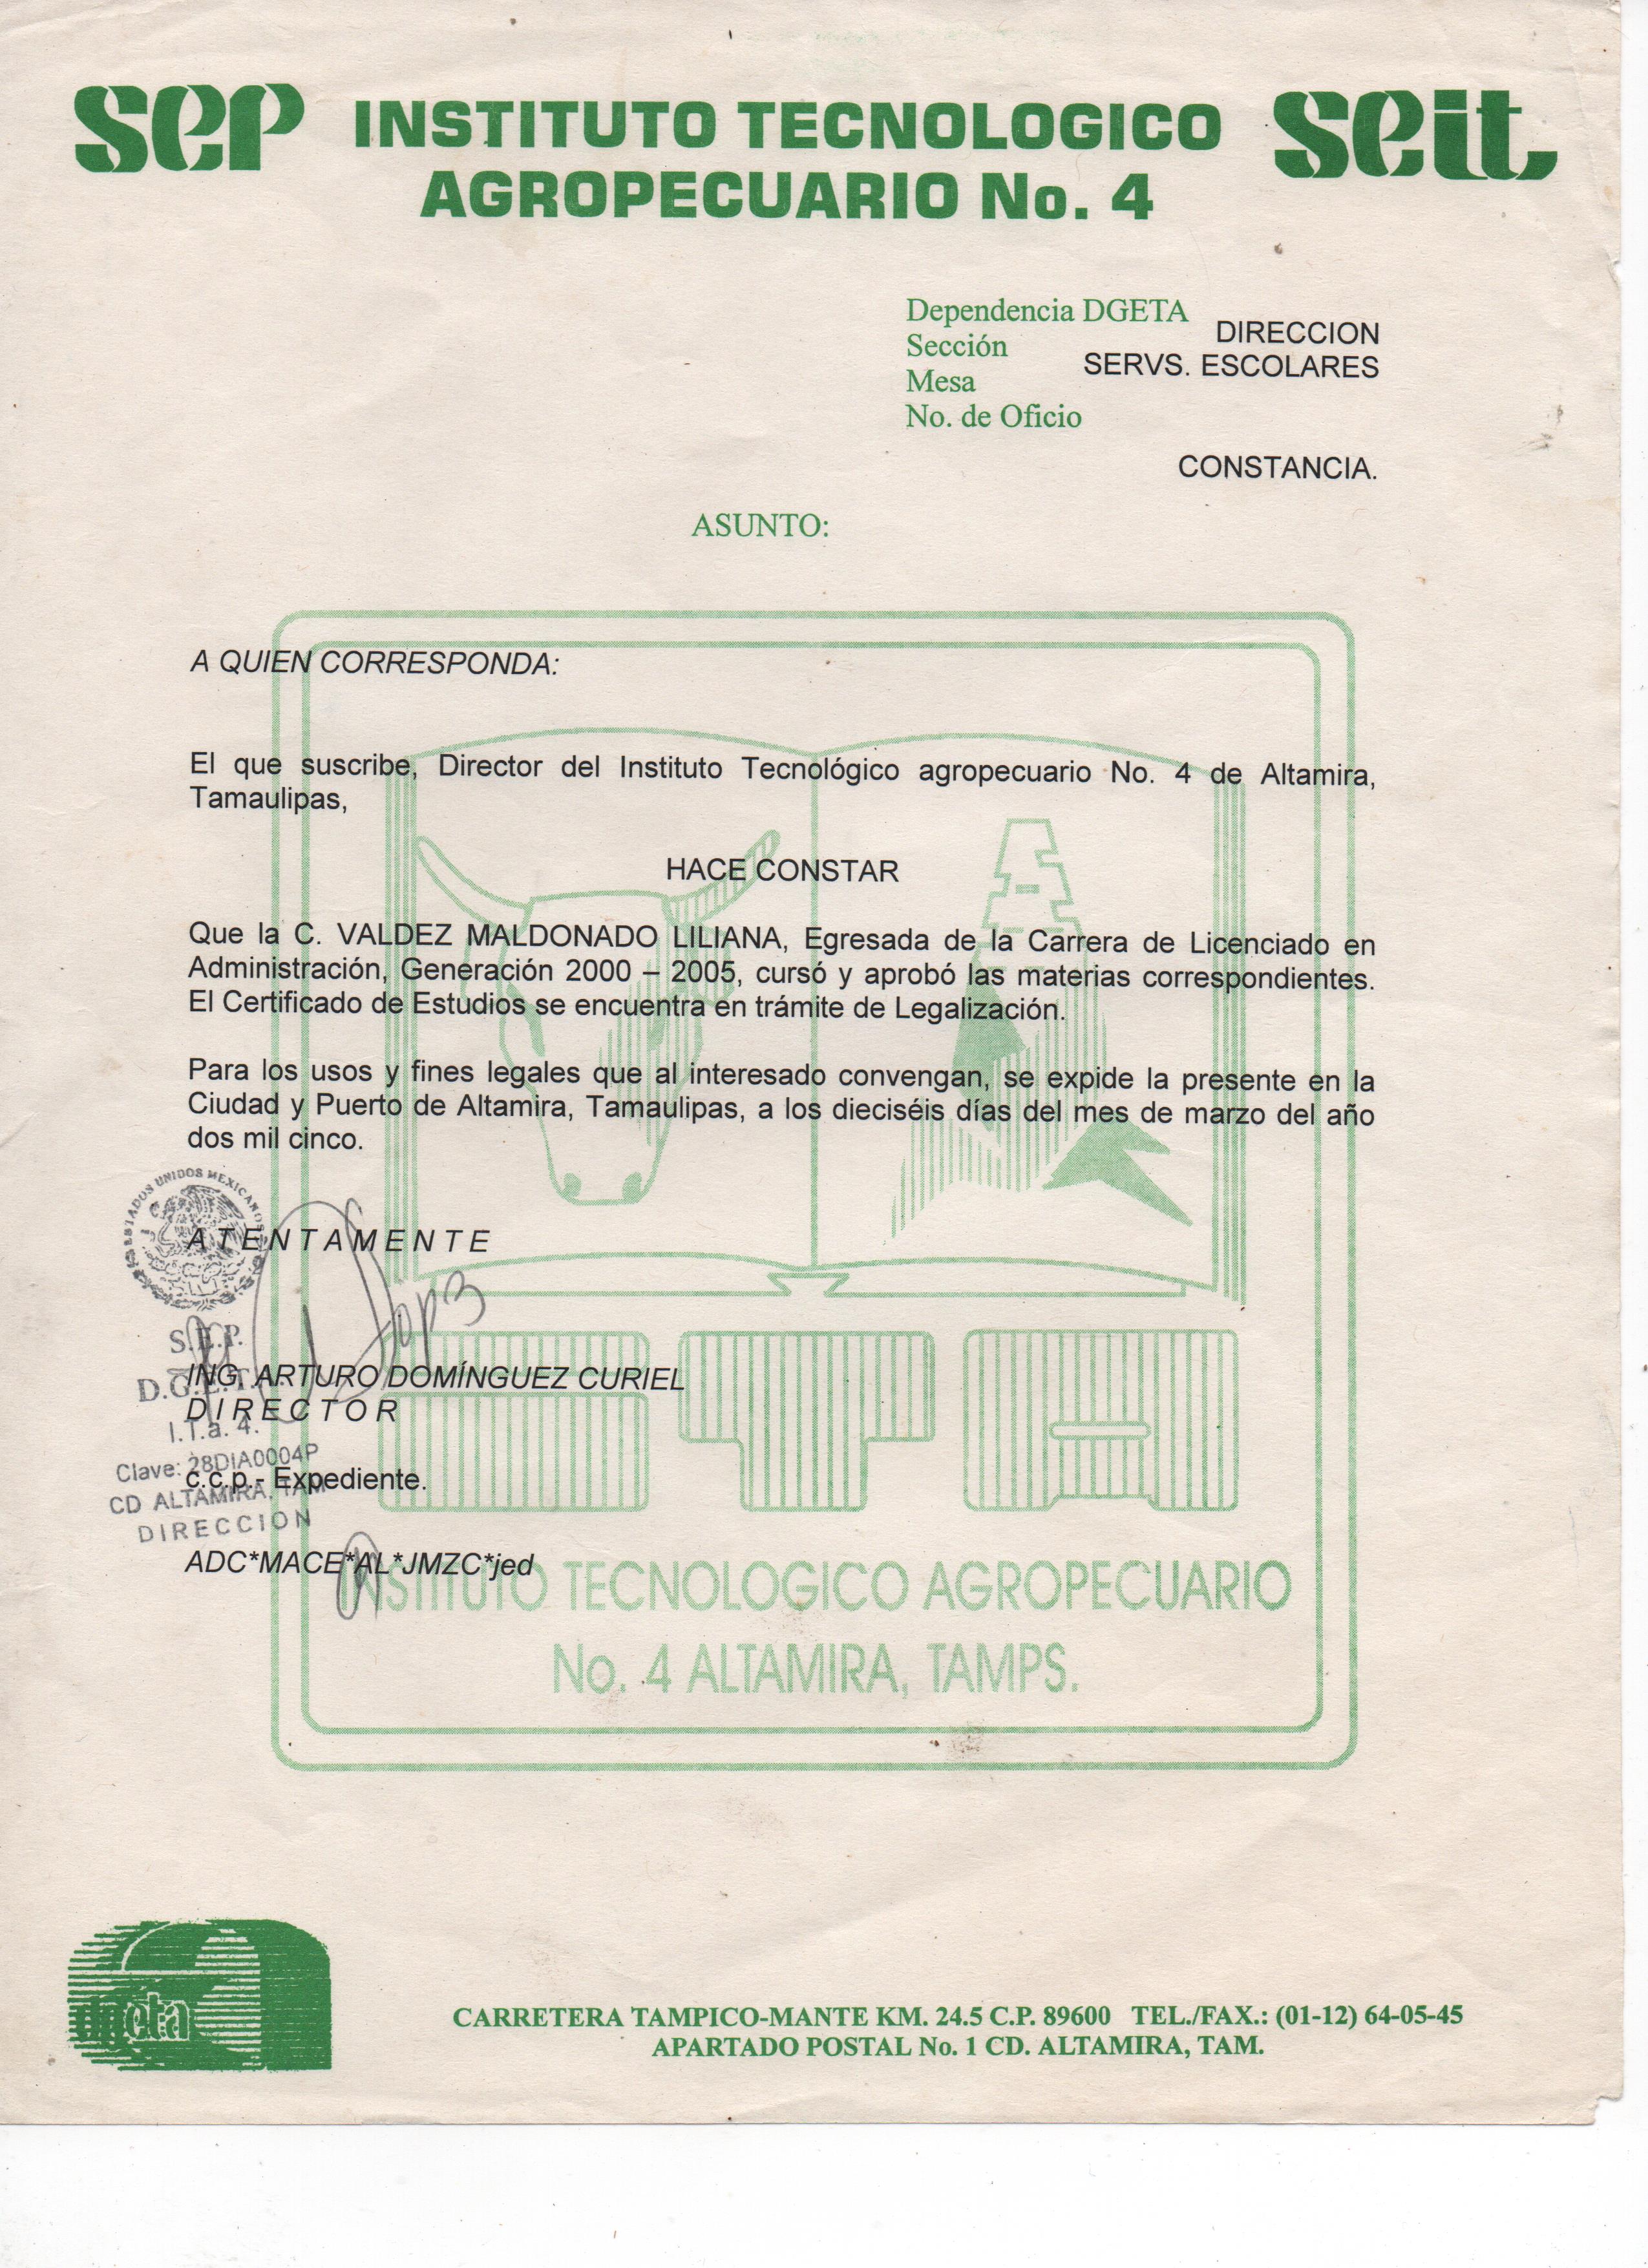 sep INSTITUTO TECNOLOGICO seit
AGROPECUARIO No. 4
Dependencia DGETA
DIRECCION
Sección
SERVS. ESCOLARES
Mesa
No. de Oficio
CONSTANCIA.
ASUNTO:
A QUIEN CORRESPONDA:
El que suscribe, Director del Instituto Tecnológico agropecuario No. 4 de Altamira,
Tamaulipas,
HACE CONSTAR
Que la C. VALDEZ MALDONADO LILIANA, Egresada de la Carrera de Licenciado en
Administración, Generación 2000 – 2005, cursó y aprobó las materias correspondientes.
El Certificado de Estudios se encuentra en trámite de Legalización.
Para los usos y fines legales que al interesado convengan, se expide la presente en la
Ciudad y Puerto de Altamira, Tamaulipas, a los dieciséis días del mes de marzo del año
dos mil cinco.
ESTADOS UNIDOS MEXICANOS
A T E N T A M E N T E
S.E.P.
ING. ARTURO DOMÍNGUEZ CURIEL
D I R E C T O R
I.T.a. 4.
Clave: 28DIA0004P
c.c.p.- Expediente.
CD ALTAMIRA, TAM
DIRECCION
ADC*MACE*AL*JMZC*jed
INSTITUTO TECNOLOGICO AGROPECUARIO
No. 4 ALTAMIRA, TAMPS.
dgeta
CARRETERA TAMPICO-MANTE KM. 24.5 C.P. 89600 TEL./FAX.: (01-12) 64-05-45
APARTADO POSTAL No. 1 CD. ALTAMIRA, TAM.